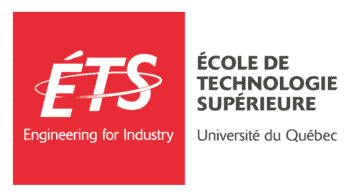 ÉTS
Engineering for Industry
ÉCOLE DE
TECHNOLOGIE
SUPÉRIEURE
Université du Québec